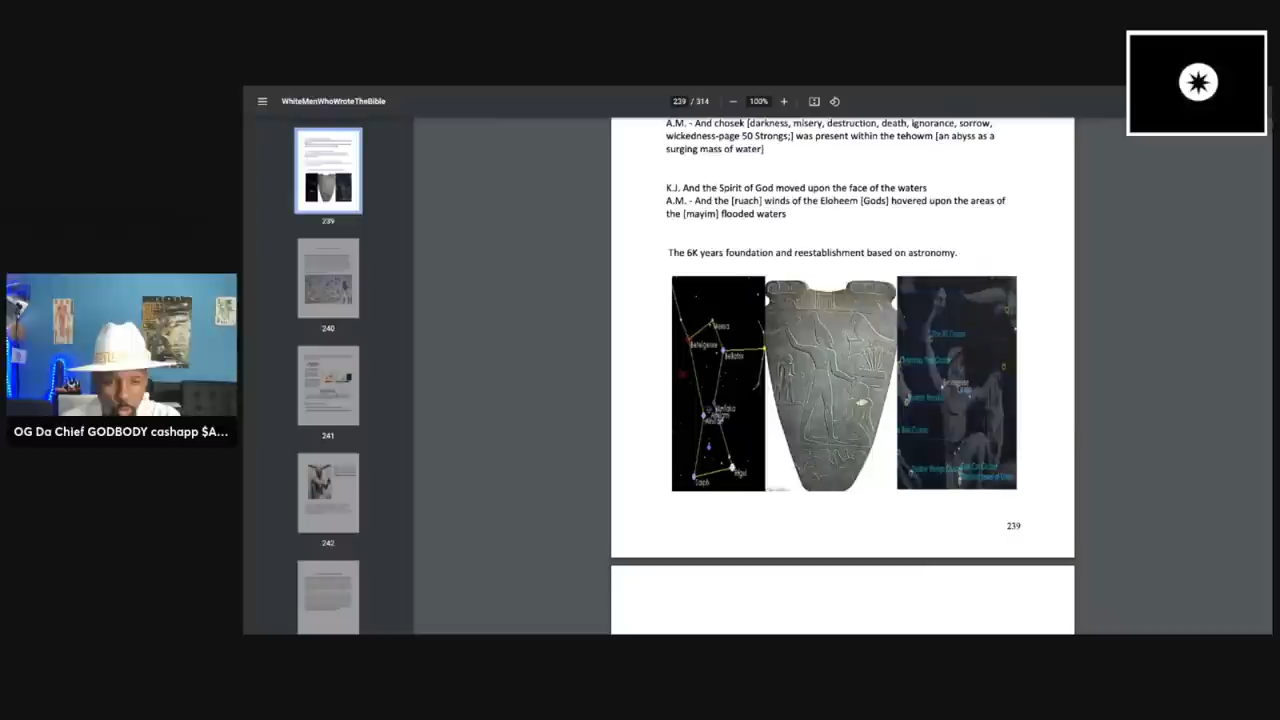 WhiteMenWhoWroteTheBible
239 / 314
100%
A.M. - And chosek [darkness, misery, destruction, death, ignorance, sorrow,
wickedness-page 50 Strongs;] was present within the tehowm [an abyss as a
surging mass of water]
K.J. And the Spirit of God moved upon the face of the waters
A.M. - And the [ruach] winds of the Eloheem [Gods] hovered upon the areas of
the [mayim] flooded waters
The 6K years foundation and reestablishment based on astronomy.
Betelgeuse
Bellatrix
Rigel
239
239
240
241
242
OG Da Chief GODBODY cashapp $A...